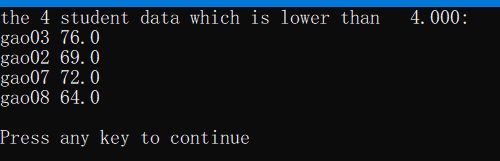 the 4 student data which is lower than   4.000:
gao03 76.0
gao02 69.0
gao07 72.0
gao08 64.0
Press any key to continue